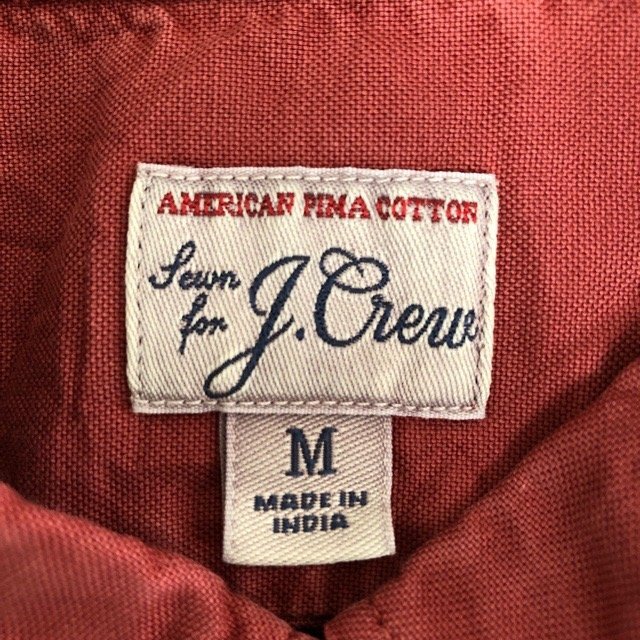 AMERICAN PIMA COTTON
Sewn
for
J.Crew
M
MADE IN
INDIA